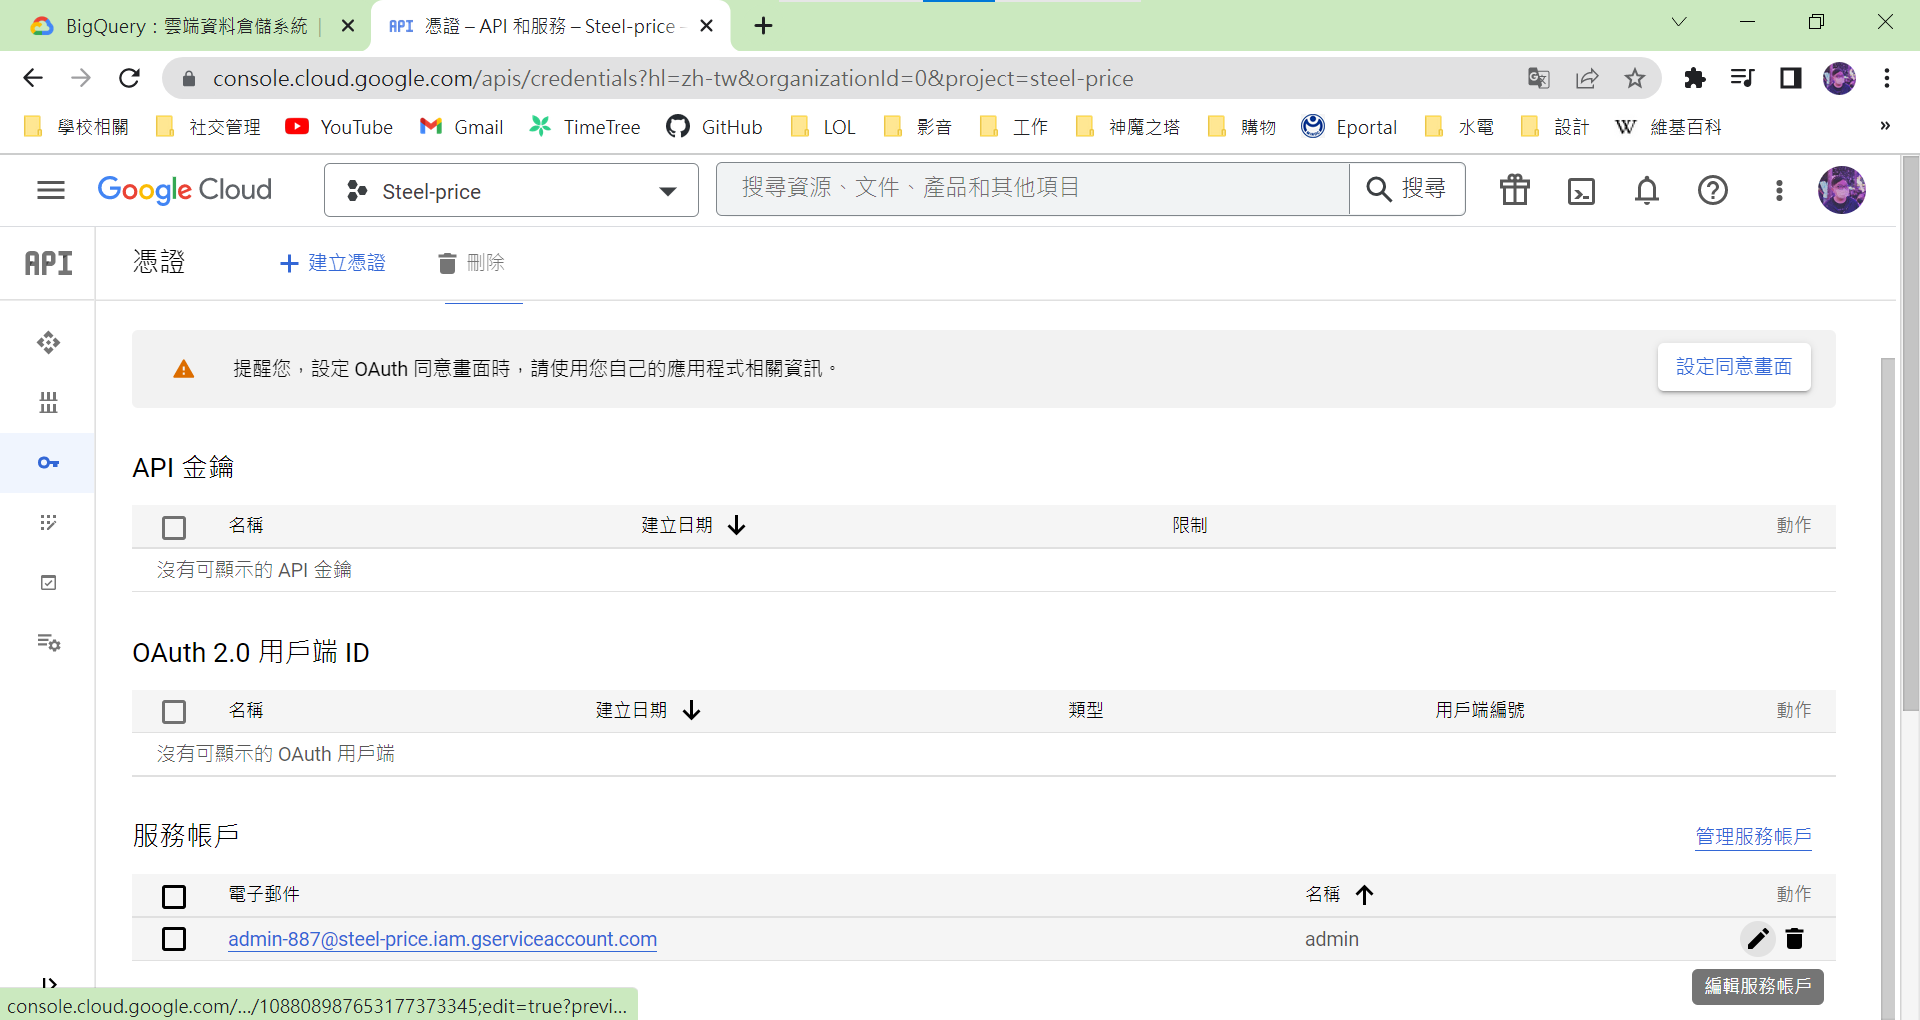 BigQuery：雲端資料倉儲系統
API 憑證 – API 和服務 – Steel-price -
console.cloud.google.com/apis/credentials?hl=zh-tw&organizationId=0&project=steel-price
學校相關 社交管理 YouTube Gmail TimeTree GitHub LOL 影音 工作 神魔之塔 購物 Eportal 水電 設計 W 維基百科 »
Google Cloud Steel-price 搜尋資源、文件、產品和其他項目 搜尋
API 憑證 + 建立憑證 刪除
提醒您，設定 OAuth 同意畫面時，請使用您自己的應用程式相關資訊。 設定同意畫面
API 金鑰
名稱 建立日期 限制 動作
沒有可顯示的 API 金鑰
OAuth 2.0 用戶端 ID
名稱 建立日期 類型 用戶端編號 動作
沒有可顯示的 OAuth 用戶端
服務帳戶 管理服務帳戶
電子郵件 名稱 動作
admin-887@steel-price.iam.gserviceaccount.com admin
編輯服務帳戶
console.cloud.google.com/.../108808987653177373345;edit=true?previ...